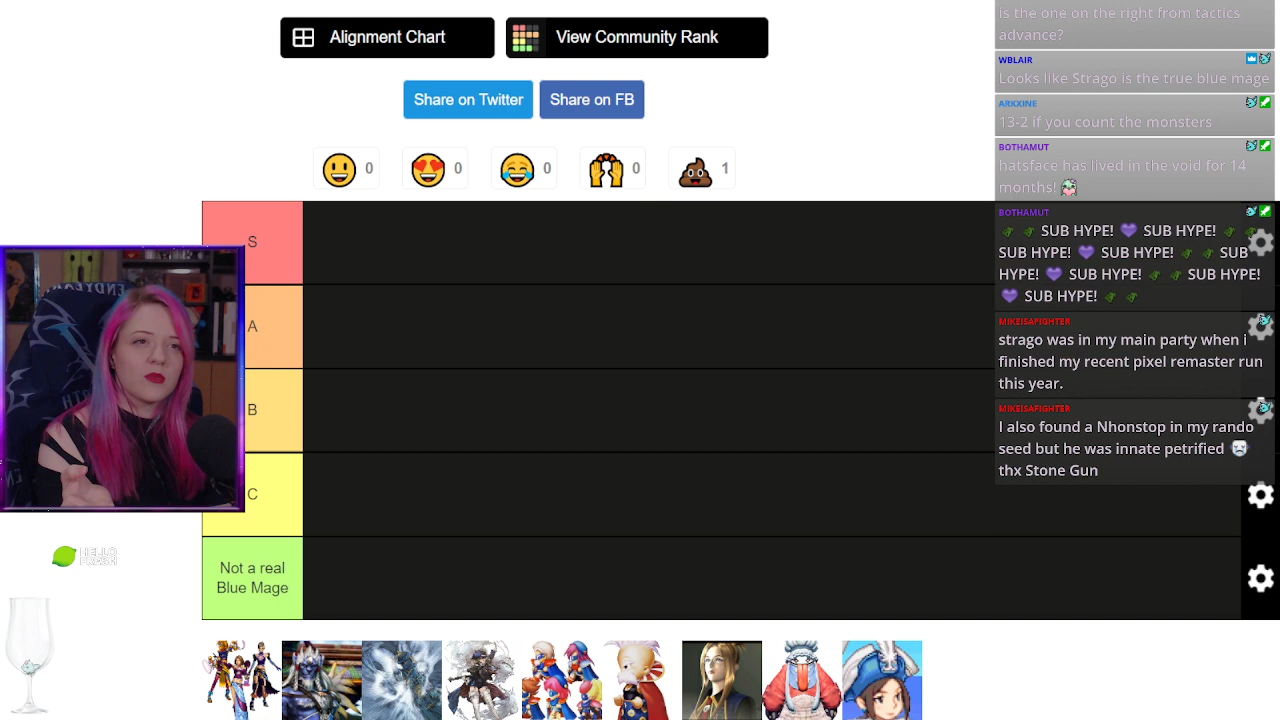 Alignment Chart
View Community Rank
Share on Twitter
Share on FB
0
0
0
0
1
S
A
B
C
Not a real
Blue Mage
HELLO
FRESH
is the one on the right from tactics
advance?
WBLAIR
Looks like Strago is the true blue mage
ARKXINE
13-2 if you count the monsters
BOTHAMUT
hatsface has lived in the void for 14
months!
BOTHAMUT
SUB HYPE! SUB HYPE!
SUB HYPE! SUB HYPE! SUB
HYPE! SUB HYPE! SUB HYPE!
SUB HYPE!
MIKEISAFIGHTER
strago was in my main party when i
finished my recent pixel remaster run
this year.
MIKEISAFIGHTER
I also found a Nhonstop in my rando
seed but he was innate petrified
thx Stone Gun